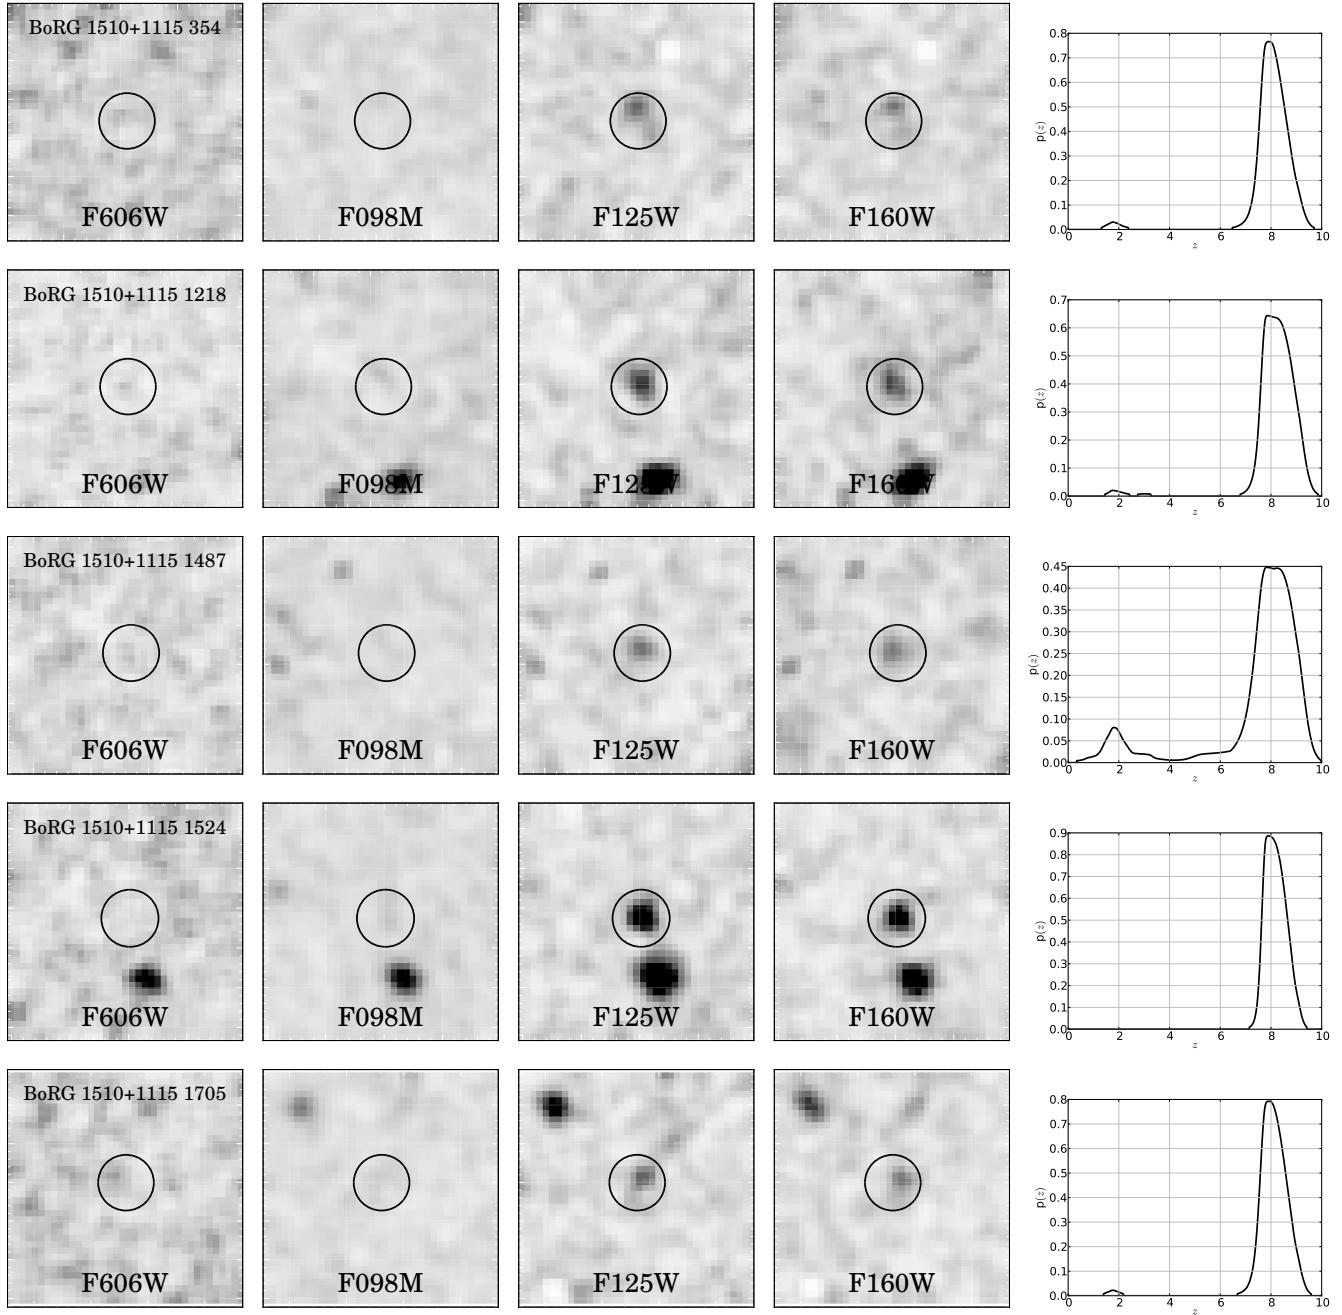 BoRG 1510+1115 354
F606W
F098M
F125W
F160W
p(z)
0.8
0.7
0.6
0.5
0.4
0.3
0.2
0.1
0.0
0 2 4 6 8 10
z
BoRG 1510+1115 1218
F606W
F098M
F125W
F160W
p(z)
0.7
0.6
0.5
0.4
0.3
0.2
0.1
0.0
0 2 4 6 8 10
z
BoRG 1510+1115 1487
F606W
F098M
F125W
F160W
p(z)
0.45
0.40
0.35
0.30
0.25
0.20
0.15
0.10
0.05
0.00
0 2 4 6 8 10
z
BoRG 1510+1115 1524
F606W
F098M
F125W
F160W
p(z)
0.9
0.8
0.7
0.6
0.5
0.4
0.3
0.2
0.1
0.0
0 2 4 6 8 10
z
BoRG 1510+1115 1705
F606W
F098M
F125W
F160W
p(z)
0.8
0.7
0.6
0.5
0.4
0.3
0.2
0.1
0.0
0 2 4 6 8 10
z